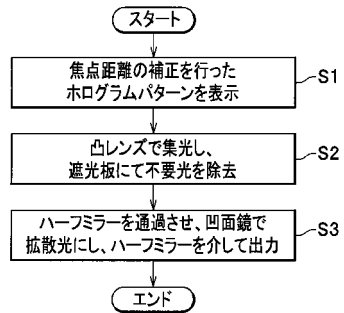 スタート
焦点距離の補正を行った
ホログラムパターンを表示
S1
凸レンズで集光し、
遮光板にて不要光を除去
S2
ハーフミラーを通過させ、凹面鏡で
拡散光にし、ハーフミラーを介して出力
S3
エンド